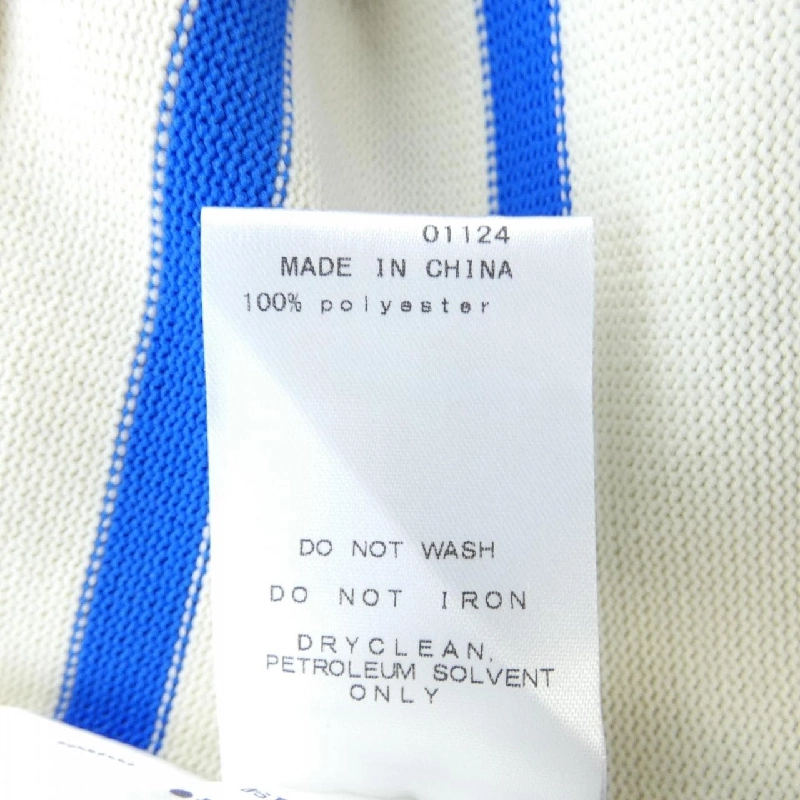 01124
MADE IN CHINA
100% polyester
DO NOT WASH
DO NOT IRON
DRYCLEAN,
PETROLEUM SOLVENT
ONLY